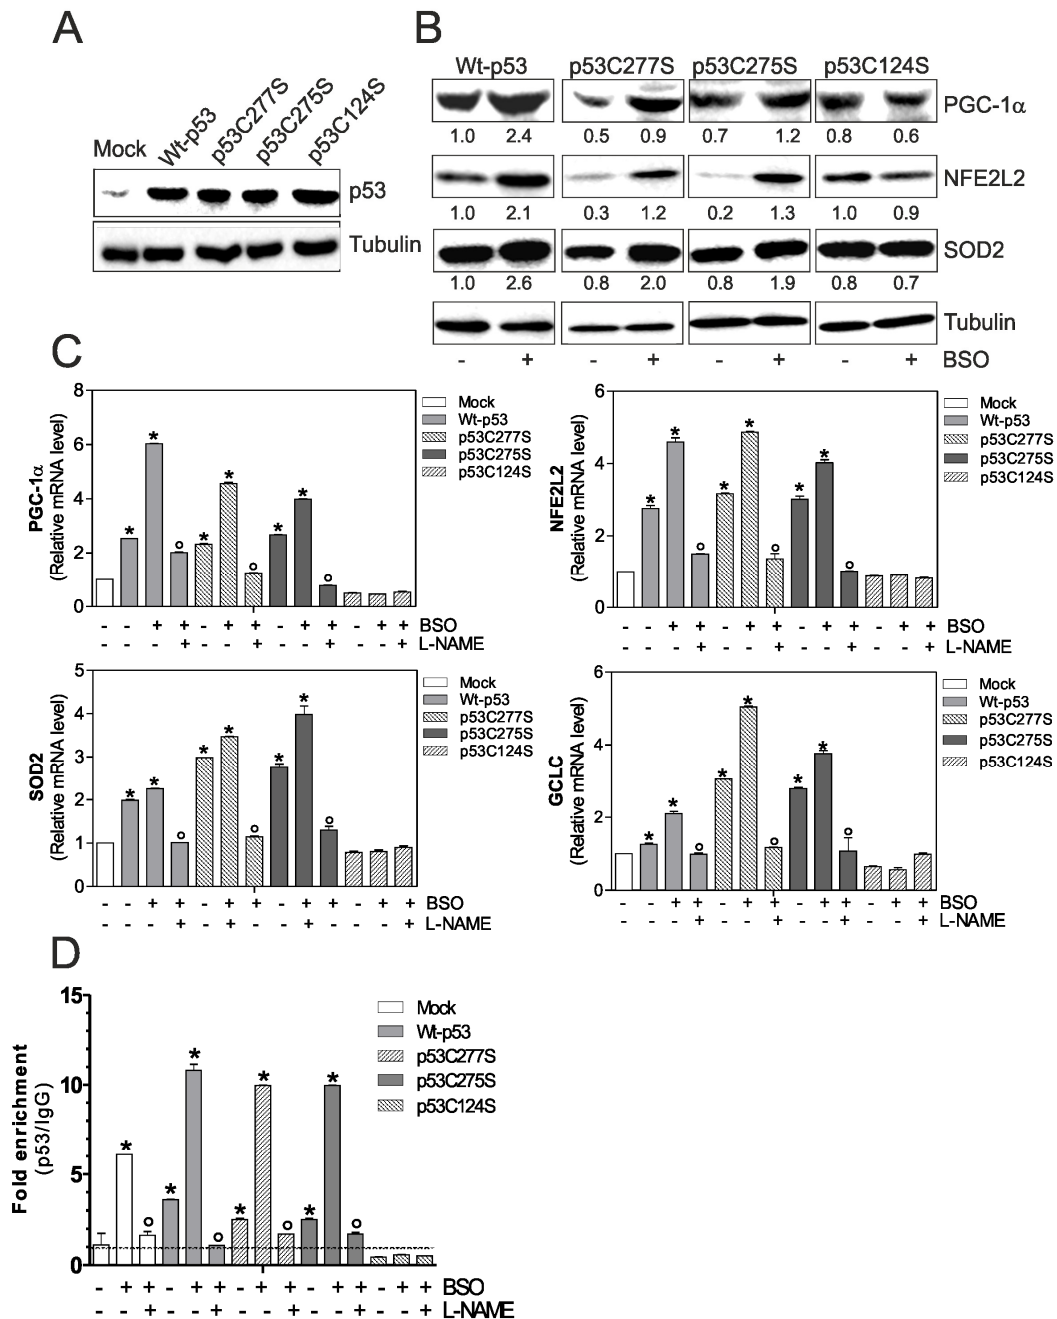 A
Mock
Wt-p53
p53C277S
p53C275S
p53C124S
p53
Tubulin
B
Wt-p53 p53C277S p53C275S p53C124S
PGC-1α
1.0 2.4 0.5 0.9 0.7 1.2 0.8 0.6
NFE2L2
1.0 2.1 0.3 1.2 0.2 1.3 1.0 0.9
SOD2
1.0 2.6 0.8 2.0 0.8 1.9 0.8 0.7
Tubulin
- + - + - + - + BSO
C
PGC-1α
(Relative mRNA level)
8
6
4
2
0
* * o * * o * * o
Mock
Wt-p53
p53C277S
p53C275S
p53C124S
- - + + - + + - + + - + + BSO
- - - + - - + - - + - - + L-NAME
NFE2L2
(Relative mRNA level)
6
4
2
0
* * o * * o * * o
Mock
Wt-p53
p53C277S
p53C275S
p53C124S
- - + + - + + - + + - + + BSO
- - - + - - + - - + - - + L-NAME
SOD2
(Relative mRNA level)
5
4
3
2
1
0
* * o * * o * * o
Mock
Wt-p53
p53C277S
p53C275S
p53C124S
- - + + - + + - + + - + + BSO
- - - + - + - - + - - - + L-NAME
GCLC
(Relative mRNA level)
6
4
2
0
* * o * * o * * o
Mock
Wt-p53
p53C277S
p53C275S
p53C124S
- - + + - + + - + + - + + BSO
- - - + - - + - - + - - + L-NAME
D
Fold enrichment
(p53/IgG)
15
10
5
0
* o * * o * * o * * o
Mock
Wt-p53
p53C277S
p53C275S
p53C124S
- + + - + + - + + - + + - + + BSO
- - + - - + - - + - - + - - + L-NAME